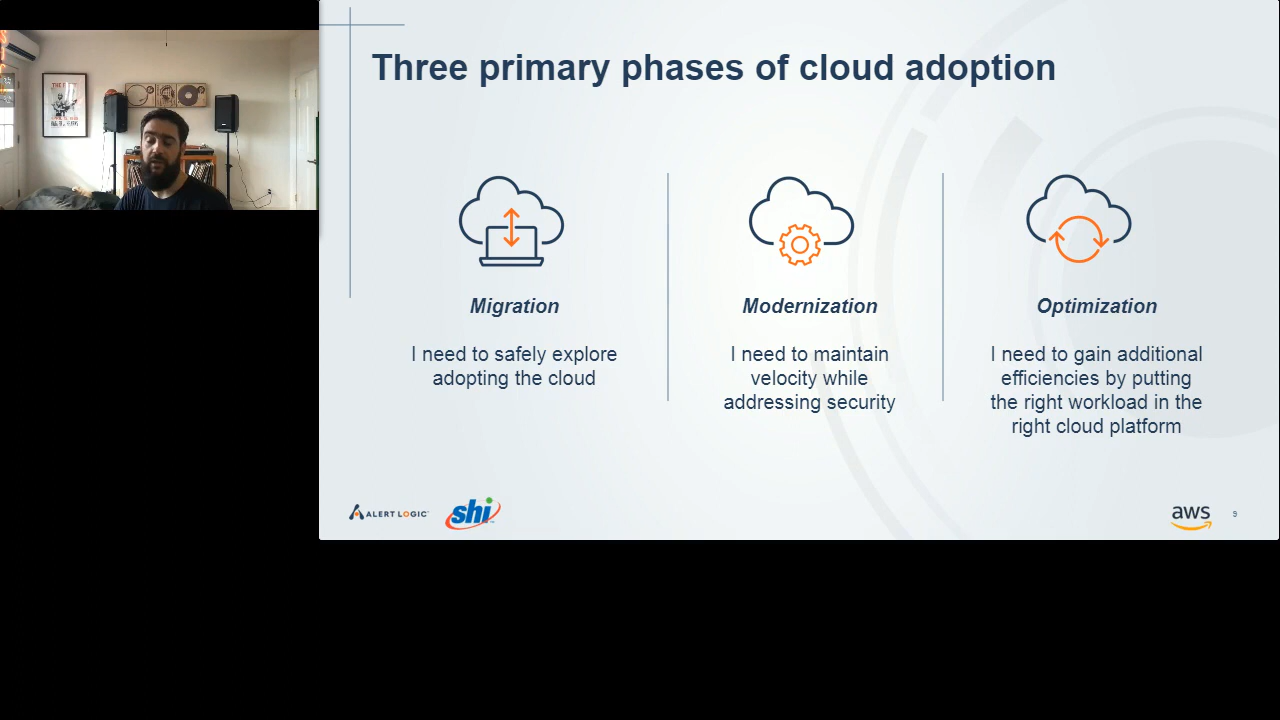 Three primary phases of cloud adoption
Migration
I need to safely explore
adopting the cloud
Modernization
I need to maintain
velocity while
addressing security
Optimization
I need to gain additional
efficiencies by putting
the right workload in the
right cloud platform
ALERT LOGIC
shi
aws
9